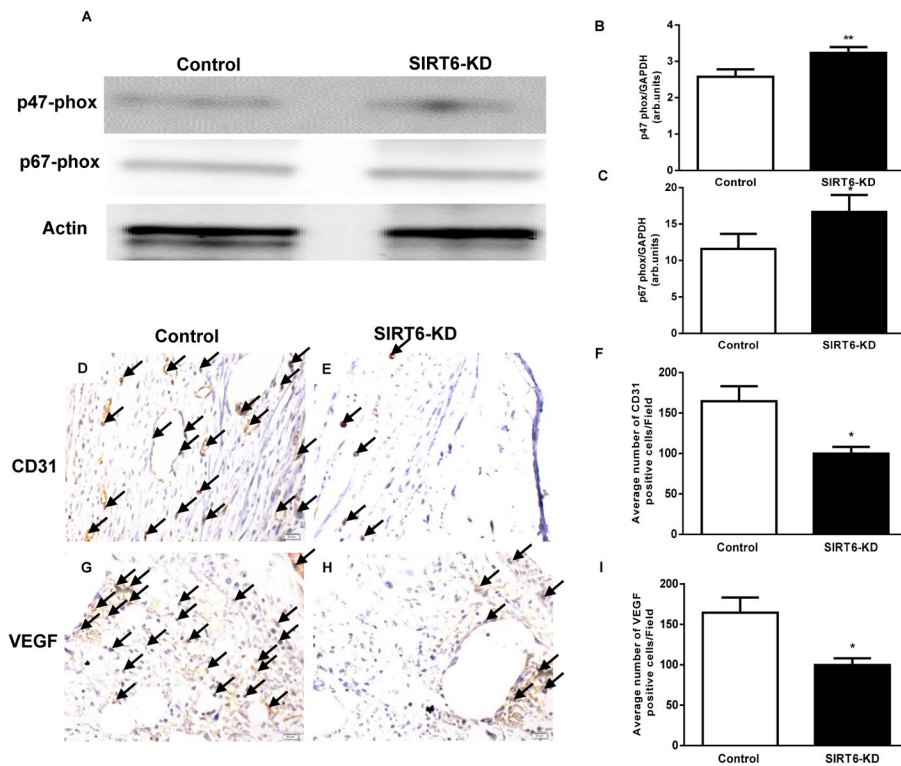 A
Control
SIRT6-KD
p47-phox
p67-phox
Actin
B
p47 phox/GAPDH
(arb.units)
4
3
2
1
0
**
Control
SIRT6-KD
C
p67 phox/GAPDH
(arb.units)
20
15
10
5
0
*
Control
SIRT6-KD
Control
SIRT6-KD
D
E
CD31
G
H
VEGF
F
Average number of CD31
positive cells/Field
200
150
100
50
0
*
Control
SIRT6-KD
I
Average number of VEGF
positive cells/Field
200
150
100
50
0
*
Control
SIRT6-KD